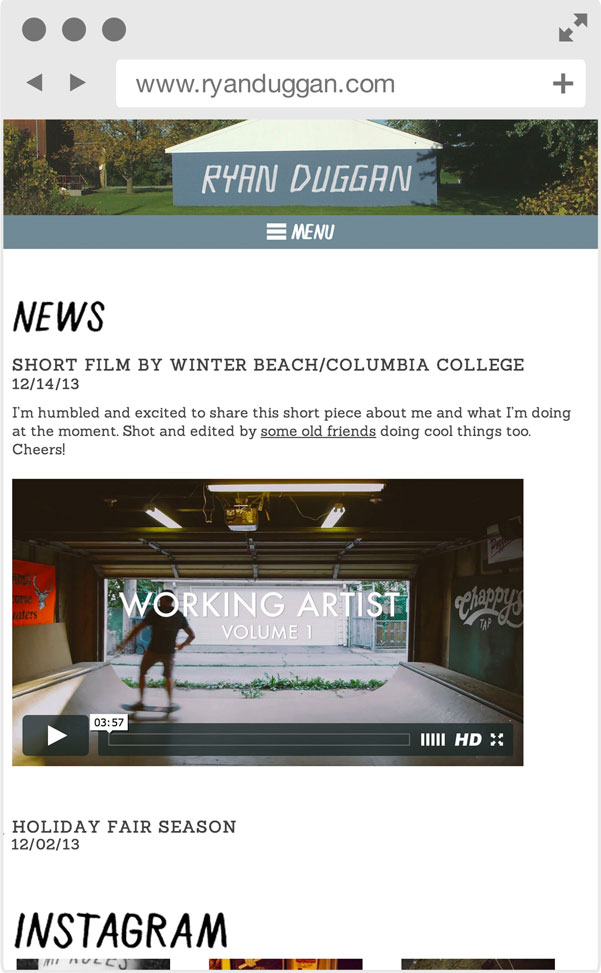 www.ryanduggan.com
RYAN DUGGAN
MENU
NEWS
SHORT FILM BY WINTER BEACH/COLUMBIA COLLEGE
12/14/13
I'm humbled and excited to share this short piece about me and what I'm doing
at the moment. Shot and edited by some old friends doing cool things too.
Cheers!
WORKING ARTIST
VOLUME 1
Chappy's
TAP
03:57
HD
HOLIDAY FAIR SEASON
12/02/13
INSTAGRAM